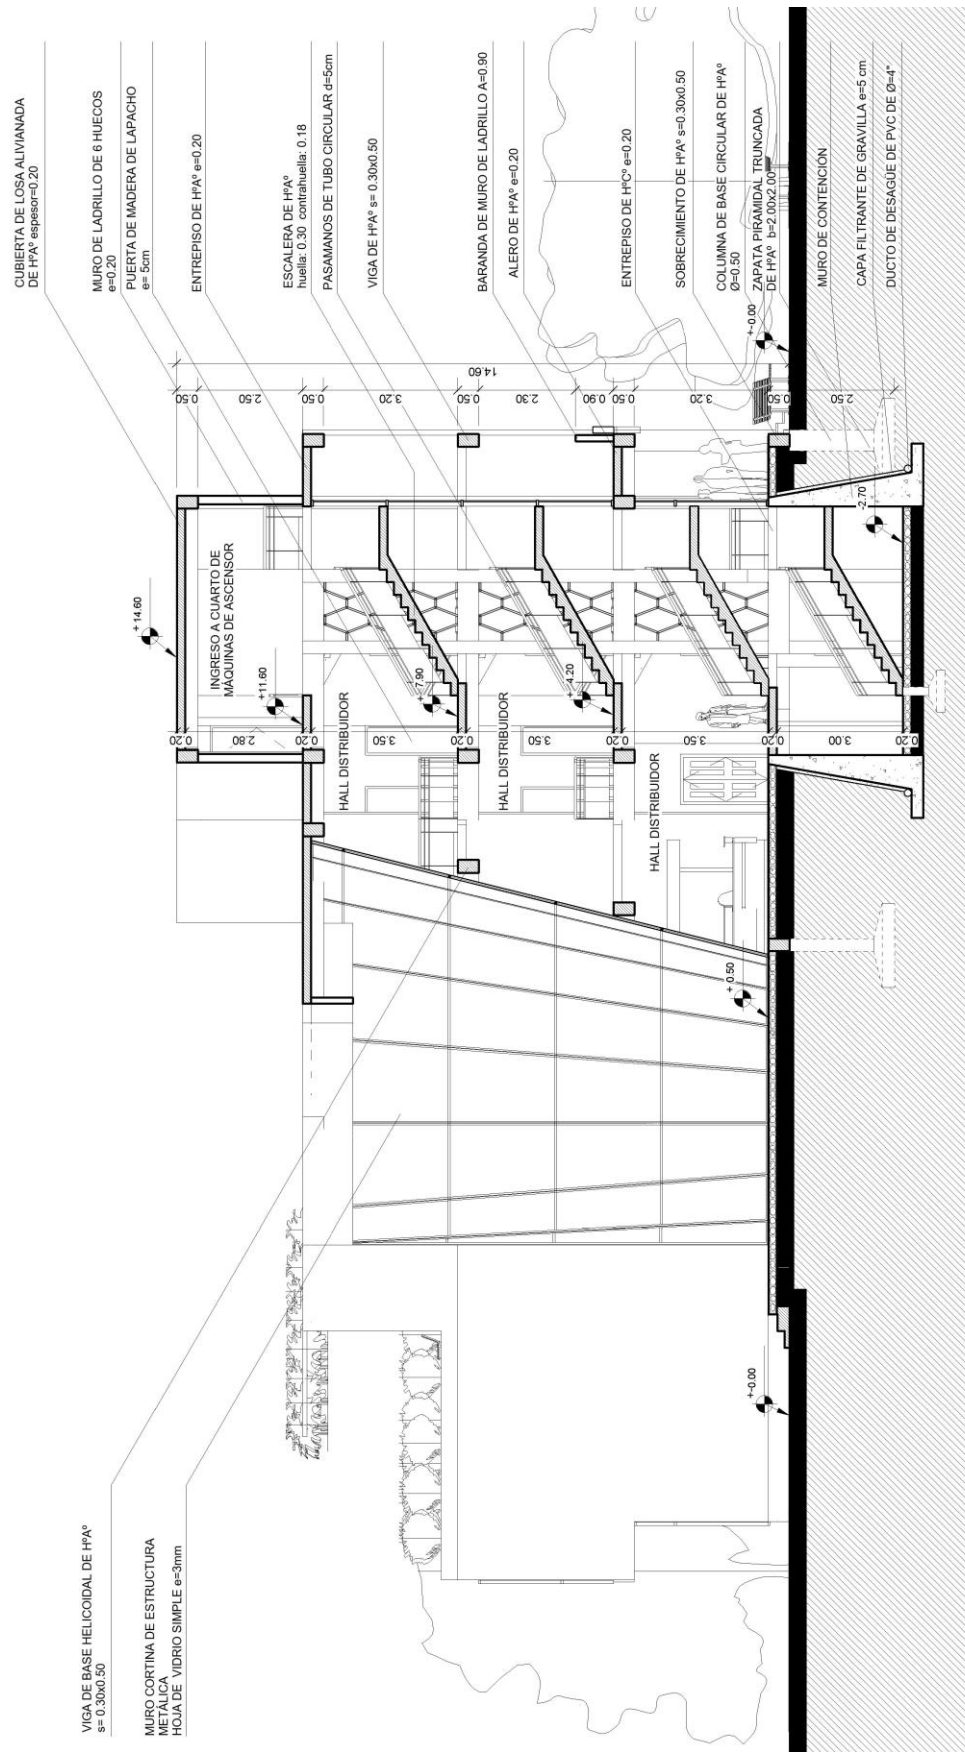 CUBIERTA DE LOSA ALIVIANADA
DE HºAº espesor=0.20
MURO DE LADRILLO DE 6 HUECOS
e=0.20
PUERTA DE MADERA DE LAPACHO
e= 5cm
ENTREPISO DE HºAº e=0.20
ESCALERA DE HºAº
huella: 0.30 contrahuella: 0.18
PASAMANOS DE TUBO CIRCULAR d=5cm
VIGA DE HºAº s= 0.30x0.50
BARANDA DE MURO DE LADRILLO A=0.90
ALERO DE HºAº e=0.20
ENTREPISO DE HºCº e=0.20
SOBRECIMIENTO DE HºAº s=0.30x0.50
COLUMNA DE BASE CIRCULAR DE HºAº
Ø=0.50
ZAPATA PIRAMIDAL TRUNCADA
DE HºAº b=2.00x2.00
MURO DE CONTENCIÓN
CAPA FILTRANTE DE GRAVILLA e=5 cm
DUCTO DE DESAGÜE DE PVC DE Ø=4"
+-0.00
14.60
0.50
2.50
0.50
3.20
0.50
2.30
0.90
0.50
3.20
0.50
2.50
+14.60
INGRESO A CUARTO DE
MÁQUINAS DE ASCENSOR
+11.60
+7.90
+4.20
-2.70
0.20
2.80
0.20
3.50
0.20
3.50
0.20
3.50
0.20
3.00
0.20
HALL DISTRIBUIDOR
HALL DISTRIBUIDOR
HALL DISTRIBUIDOR
+ 0.50
+-0.00
VIGA DE BASE HELICOIDAL DE HºAº
s= 0.30x0.50
MURO CORTINA DE ESTRUCTURA
METÁLICA
HOJA DE VIDRIO SIMPLE e=3mm